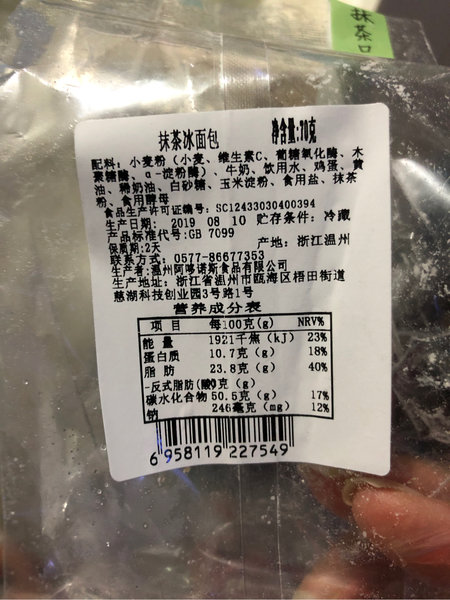 抹茶口
抹茶冰面包 净含量:70克
配料: 小麦粉 (小麦、维生素C、葡糖氧化酶、木
聚糖酶、α-淀粉酶) 、牛奶、饮用水、鸡蛋、黄
油、稀奶油、白砂糖、玉米淀粉、食用盐、抹茶
粉、食用酵母
食品生产许可证编号: SC12433030400394
生产日期: 2019 08 10 贮存条件: 冷藏
产品标准代号:GB 7099
保质期:2天 产地: 浙江温州
联系方式: 0577-86677353
生产者:温州阿哆诺斯食品有限公司
生产地址: 浙江省温州市瓯海区梧田街道
慈湖科技创业园3号路1号
营养成分表
项 目 每100克(g) NRV%
能 量 1921千焦 (kJ) 23%
蛋白质 10.7克 (g) 18%
脂 肪 23.8克 (g) 40%
-反式脂肪(酸)0克 (g)
碳水化合物 50.5克 (g) 17%
钠 246毫克 (mg) 12%
6 958119 227549